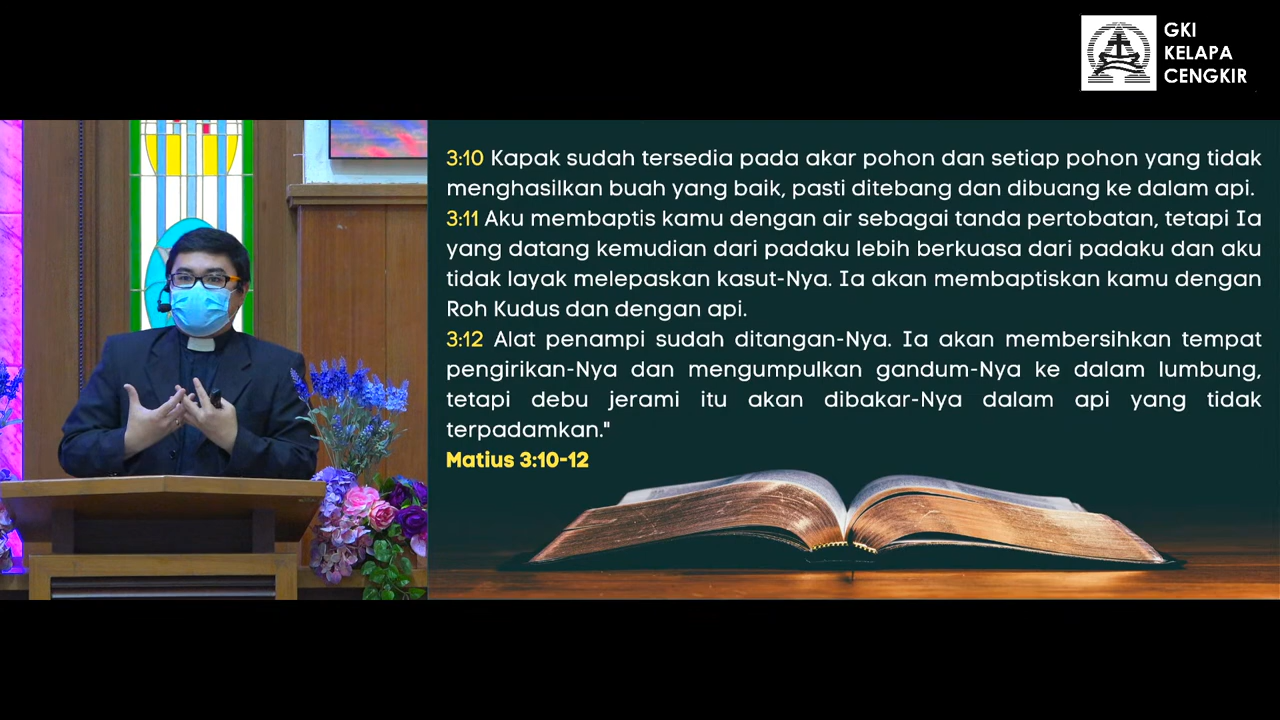 GKI
KELAPA
CENGKIR
3:10 Kapak sudah tersedia pada akar pohon dan setiap pohon yang tidak
menghasilkan buah yang baik, pasti ditebang dan dibuang ke dalam api.
3:11 Aku membaptis kamu dengan air sebagai tanda pertobatan, tetapi Ia
yang datang kemudian dari padaku lebih berkuasa dari padaku dan aku
tidak layak melepaskan kasut-Nya. Ia akan membaptiskan kamu dengan
Roh Kudus dan dengan api.
3:12 Alat penampi sudah ditangan-Nya. Ia akan membersihkan tempat
pengirikan-Nya dan mengumpulkan gandum-Nya ke dalam lumbung,
tetapi debu jerami itu akan dibakar-Nya dalam api yang tidak
terpadamkan."
Matius 3:10-12